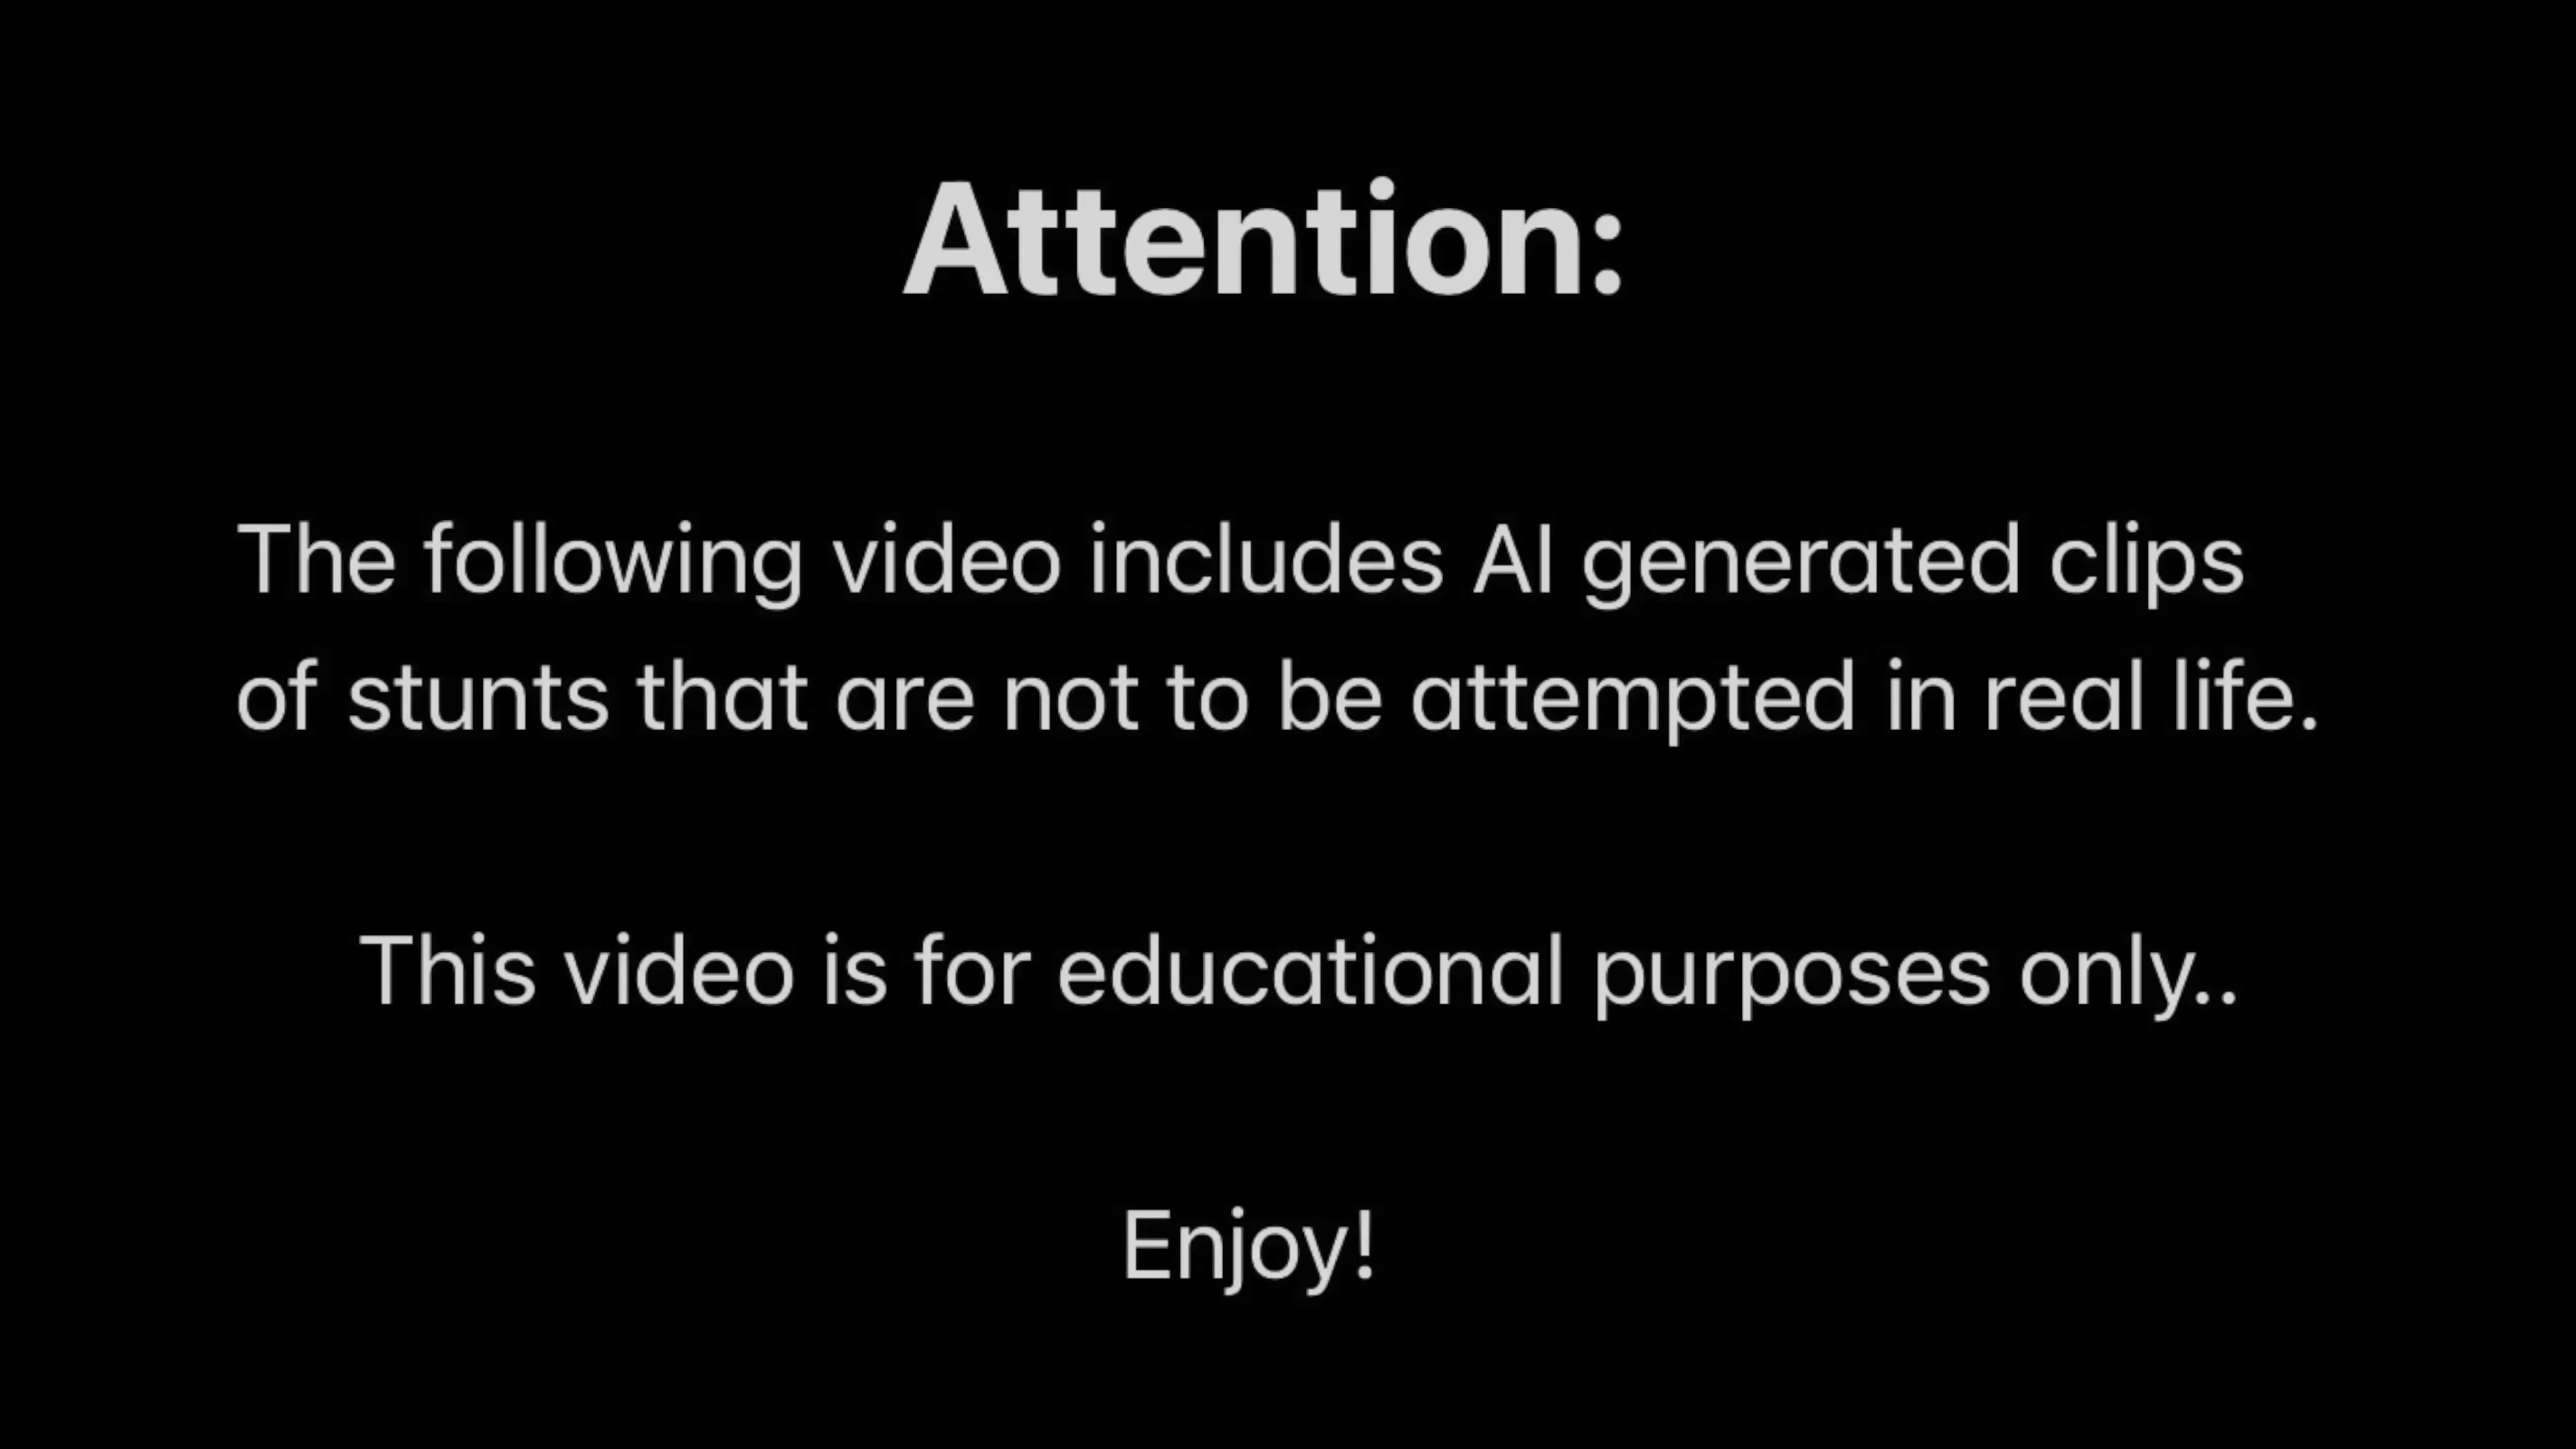 Attention:
The following video includes AI generated clips
of stunts that are not to be attempted in real life.
This video is for educational purposes only..
Enjoy!